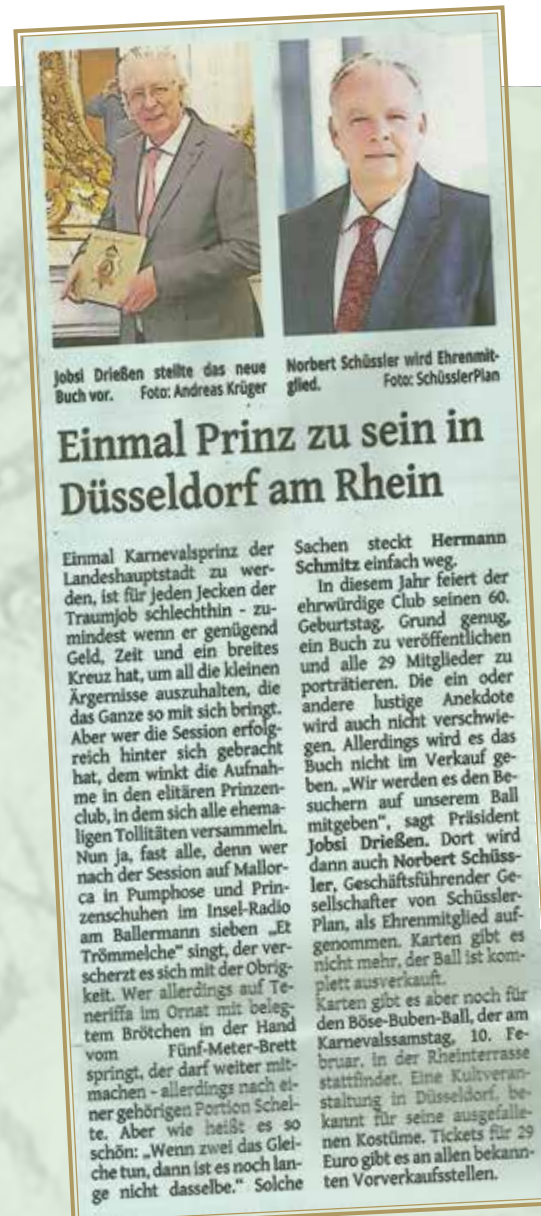 Jobsi Drießen stellte das neue
Buch vor. Foto: Andreas Krüger
Norbert Schüssler wird Ehrenmit-
glied. Foto: SchüsslerPlan
Einmal Prinz zu sein in
Düsseldorf am Rhein
Einmal Karnevalsprinz der
Landeshauptstadt zu wer-
den, ist für jeden Jecken der
Traumjob schlechthin - zu-
mindest wenn er genügend
Geld, Zeit und ein breites
Kreuz hat, um all die kleinen
Ärgernisse auszuhalten, die
das Ganze so mit sich bringt.
Aber wer die Session erfolg-
reich hinter sich gebracht
hat, dem winkt die Aufnah-
me in den elitären Prinzen-
club, in dem sich alle ehema-
ligen Tollitäten versammeln.
Nun ja, fast alle, denn wer
nach der Session auf Mallor-
ca in Pumphose und Prin-
zenschuhen im Insel-Radio
am Ballermann sieben „Et
Trömmelche“ singt, der ver-
scherzt es sich mit der Obrig-
keit. Wer allerdings auf Te-
neriffa im Ornat mit beleg-
tem Brötchen in der Hand
vom Fünf-Meter-Brett
springt, der darf weiter mit-
machen - allerdings nach ei-
ner gehörigen Portion Schel-
te. Aber wie heißt es so
schön: „Wenn zwei das Glei-
che tun, dann ist es noch lan-
ge nicht dasselbe.“ Solche
Sachen steckt Hermann
Schmitz einfach weg.
In diesem Jahr feiert der
ehrwürdige Club seinen 60.
Geburtstag. Grund genug,
ein Buch zu veröffentlichen
und alle 29 Mitglieder zu
porträtieren. Die ein oder
andere lustige Anekdote
wird auch nicht verschwie-
gen. Allerdings wird es das
Buch nicht im Verkauf ge-
ben. „Wir werden es den Be-
suchern auf unserem Ball
mitgeben“, sagt Präsident
Jobsi Drießen. Dort wird
dann auch Norbert Schüss-
ler, Geschäftsführender Ge-
sellschafter von Schüssler-
Plan, als Ehrenmitglied auf-
genommen. Karten gibt es
nicht mehr, der Ball ist kom-
plett ausverkauft.
Karten gibt es aber noch für
den Böse-Buben-Ball, der am
Karnevalssamstag, 10. Fe-
bruar, in der Rheinterrasse
stattfindet. Eine Kultveran-
staltung in Düsseldorf, be-
kannt für seine ausgefalle-
nen Kostüme. Tickets für 29
Euro gibt es an allen bekann-
ten Vorverkaufsstellen.